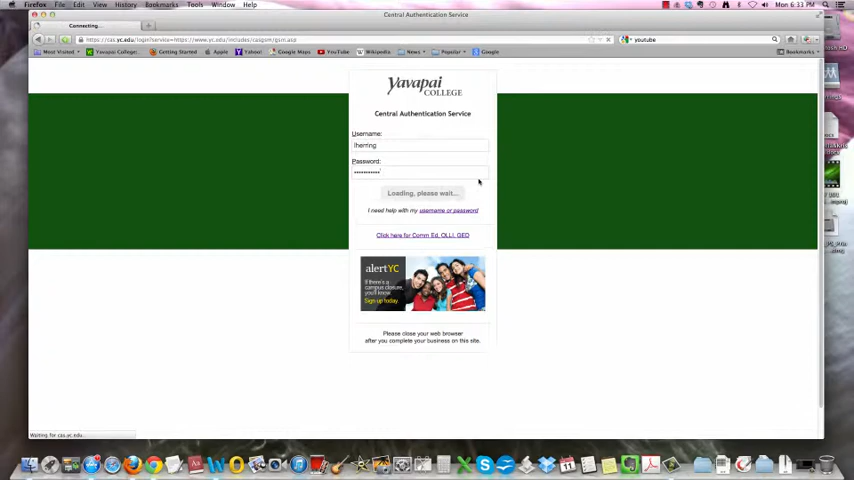 Firefox File Edit View History Bookmarks Tools Window Help Mon 6:33 PM
Central Authentication Service
Connecting...
https://cas.yc.edu/login?service=https://www.yc.edu/includes/casgsm/gsm.asp youtube
Most Visited Yavapai College: Getting Started Apple Yahoo! Google Maps YouTube Wikipedia News Popular Google Bookmarks
Yavapai
COLLEGE
Central Authentication Service
Username:
lherring
Password:
Loading, please wait...
I need help with my username or password
Click here for Comm Ed, OLLI, GED
alertYC
If there's a
campus closure,
you'll know.
Sign up today.
Please close your web browser
after you complete your business on this site.
Waiting for cas.yc.edu...